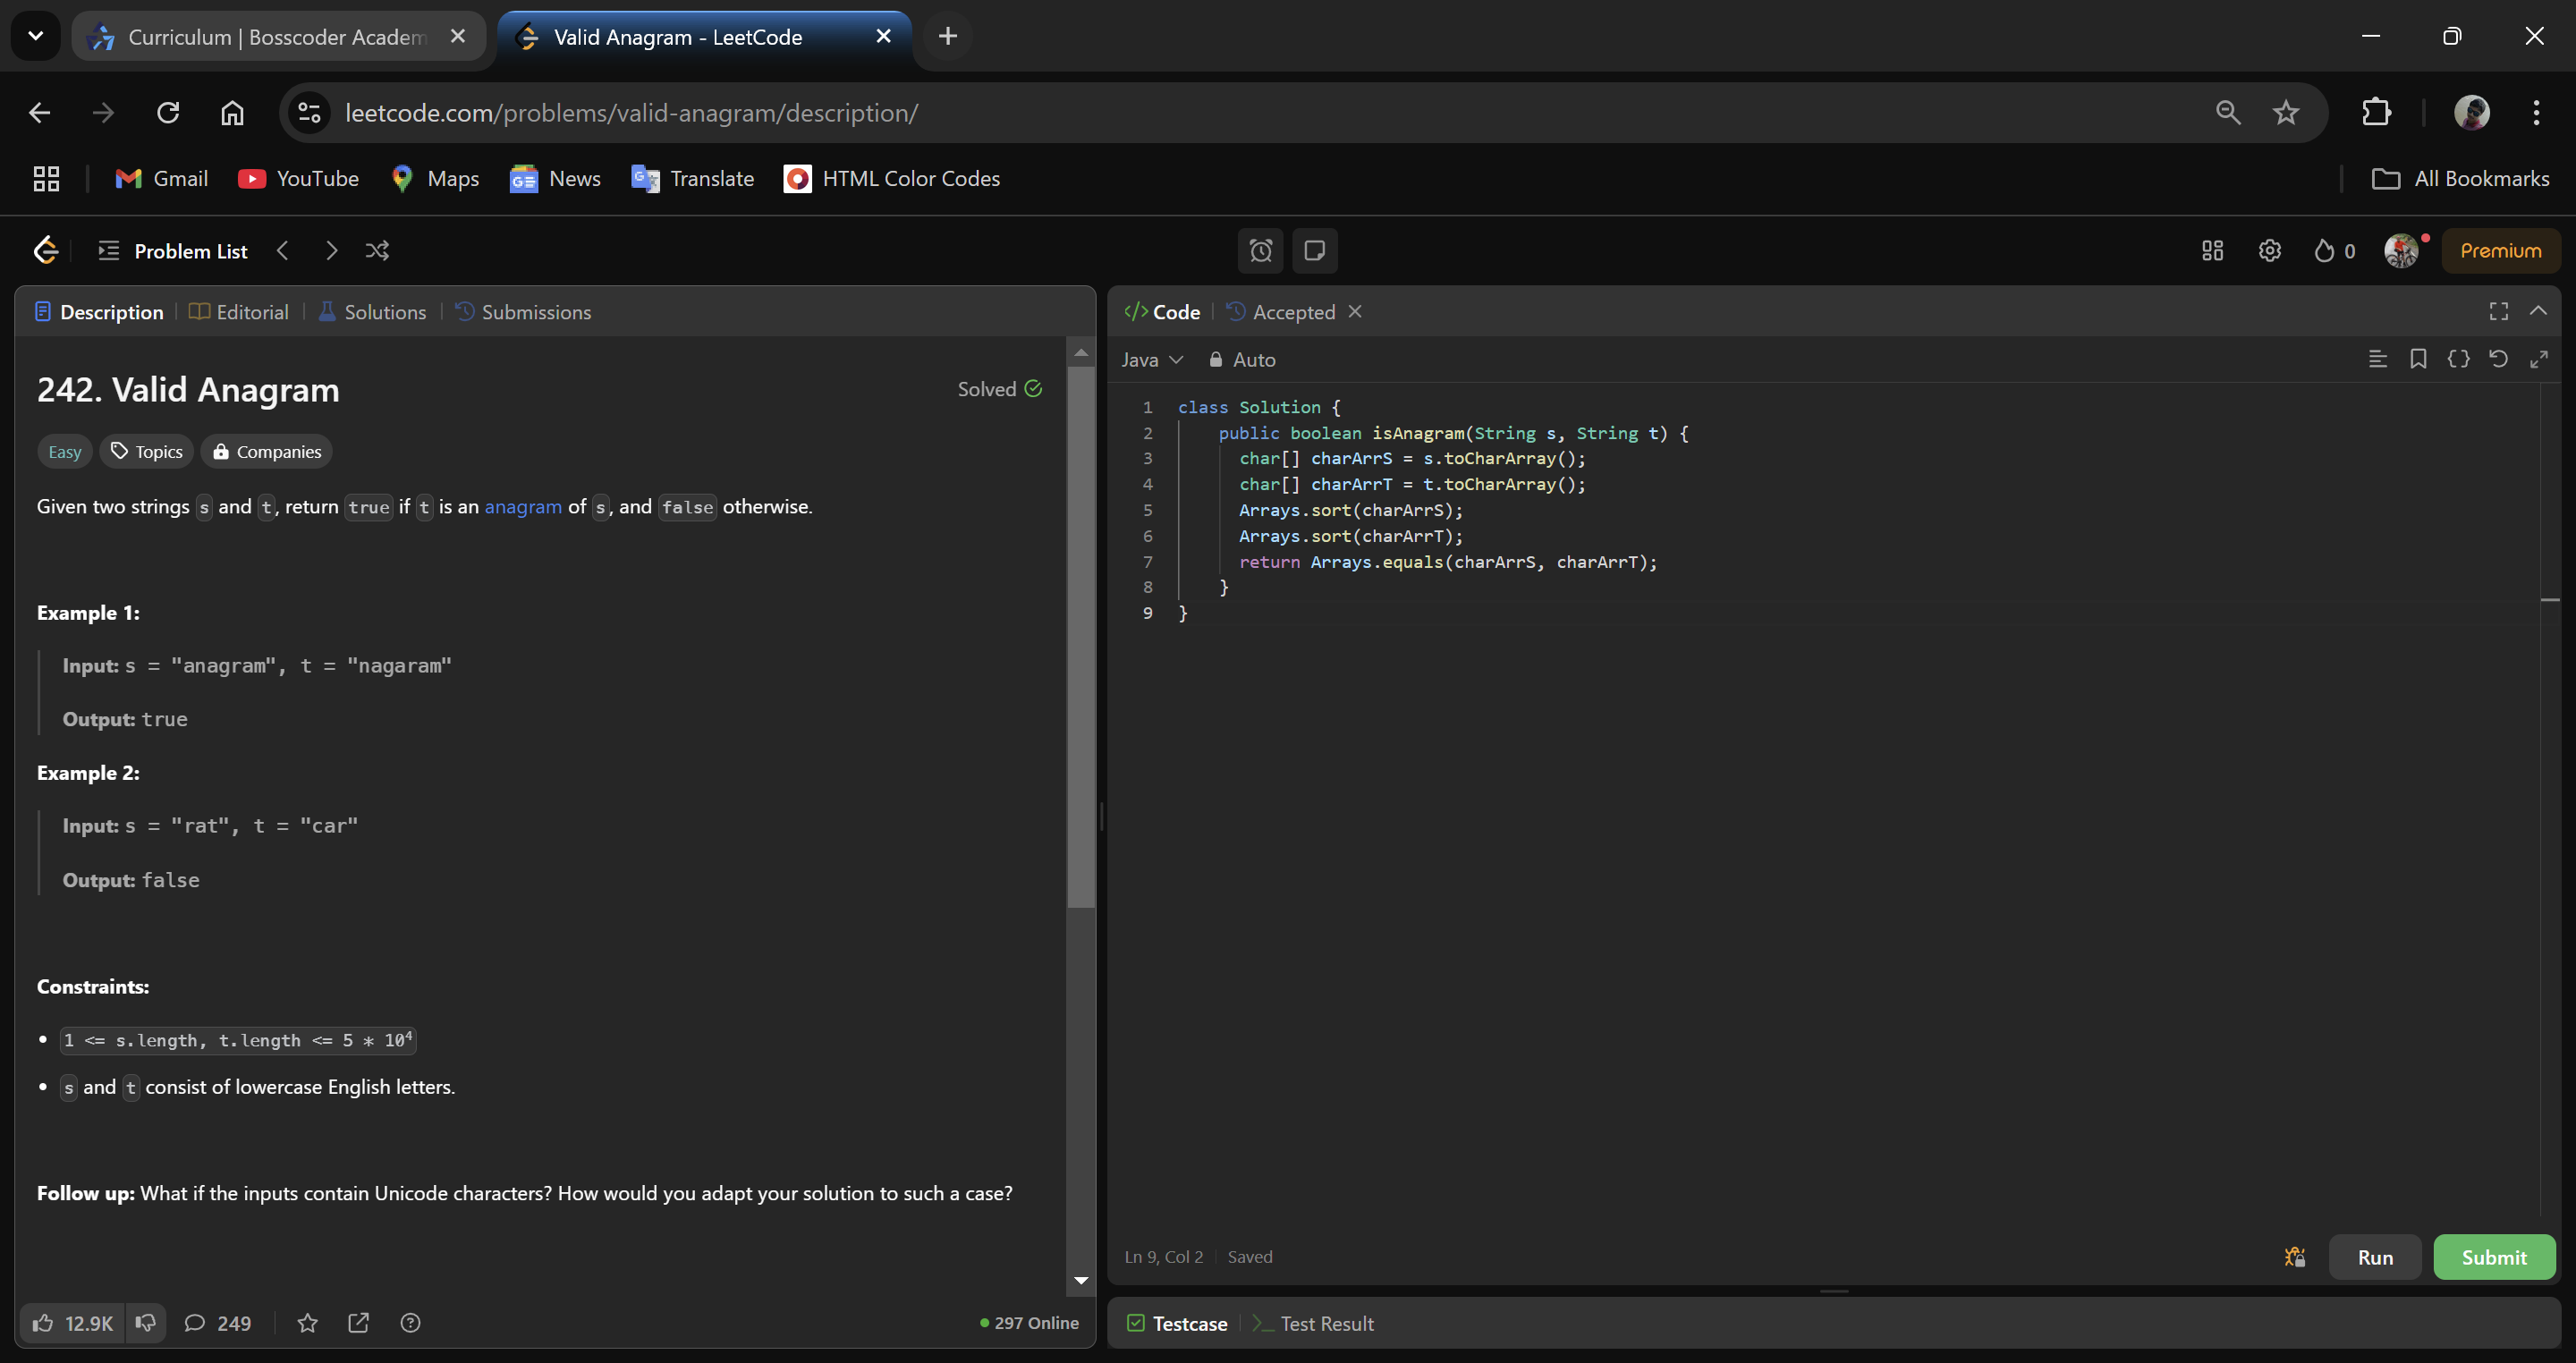 Curriculum | Bosscoder Academ
Valid Anagram - LeetCode
leetcode.com/problems/valid-anagram/description/
Gmail
YouTube
Maps
News
Translate
HTML Color Codes
All Bookmarks
Problem List
0
Premium
Description
Editorial
Solutions
Submissions
242. Valid Anagram
Solved
Easy
Topics
Companies
Given two strings s and t, return true if t is an anagram of s, and false otherwise.
Example 1:
Input: s = "anagram", t = "nagaram"
Output: true
Example 2:
Input: s = "rat", t = "car"
Output: false
Constraints:
• 1 <= s.length, t.length <= 5 * 10⁴
• s and t consist of lowercase English letters.
Follow up: What if the inputs contain Unicode characters? How would you adapt your solution to such a case?
12.9K
249
297 Online
</> Code
Accepted
Java
Auto
1 class Solution {
2 public boolean isAnagram(String s, String t) {
3 char[] charArrS = s.toCharArray();
4 char[] charArrT = t.toCharArray();
5 Arrays.sort(charArrS);
6 Arrays.sort(charArrT);
7 return Arrays.equals(charArrS, charArrT);
8 }
9 }
Ln 9, Col 2
Saved
Run
Submit
Testcase
Test Result